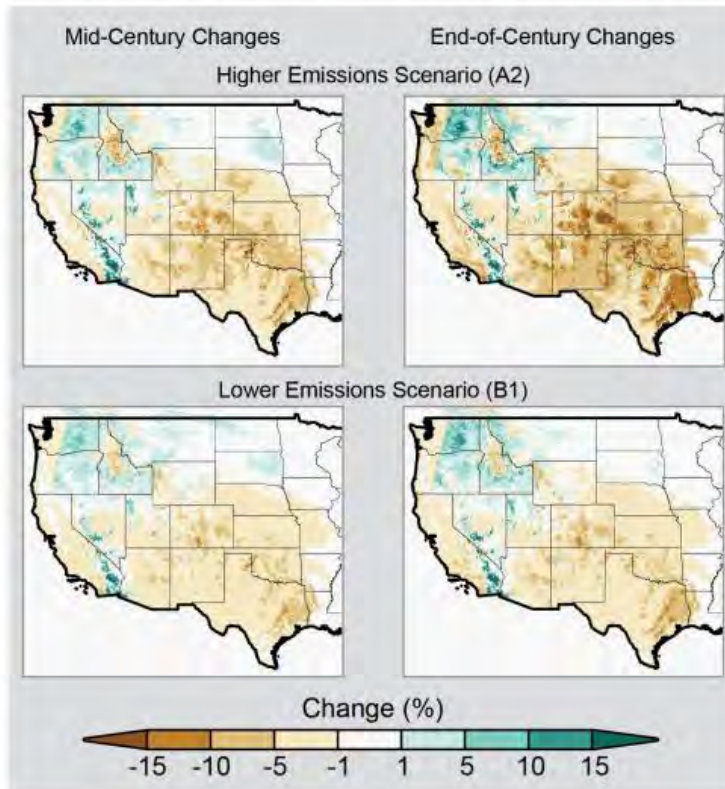 Mid-Century Changes End-of-Century Changes
Higher Emissions Scenario (A2)
Lower Emissions Scenario (B1)
Change (%)
-15 -10 -5 -1 1 5 10 15